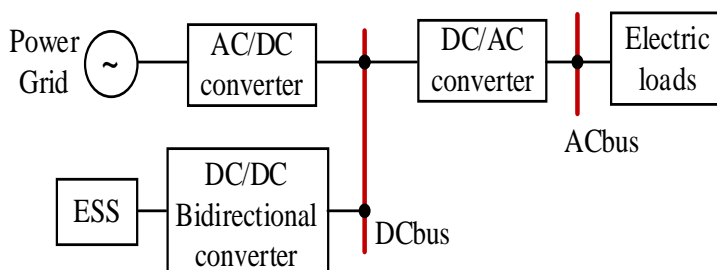 Power
Grid
~
AC/DC
converter
DC/AC
converter
Electric
loads
ACbus
ESS
DC/DC
Bidirectional
converter
DCbus